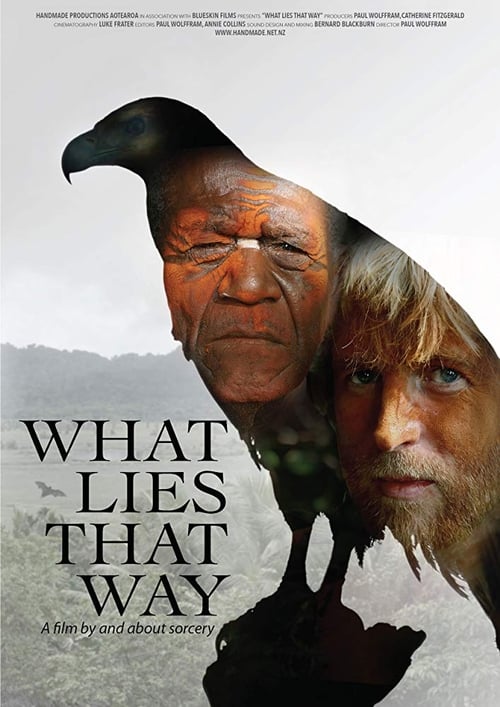 HANDMADE PRODUCTIONS AOTEAROA IN ASSOCIATION WITH BLUESKIN FILMS PRESENTS "WHAT LIES THAT WAY" PRODUCERS PAUL WOLFFRAM,CATHERINE FITZGERALD
CINEMATOGRAPHY LUKE FRATER EDITORS PAUL WOLFFRAM, ANNIE COLLINS SOUND DESIGN AND MIXING BERNARD BLACKBURN DIRECTOR PAUL WOLFFRAM
WWW.HANDMADE.NET.NZ
WHAT
LIES
THAT
WAY
A film by and about sorcery